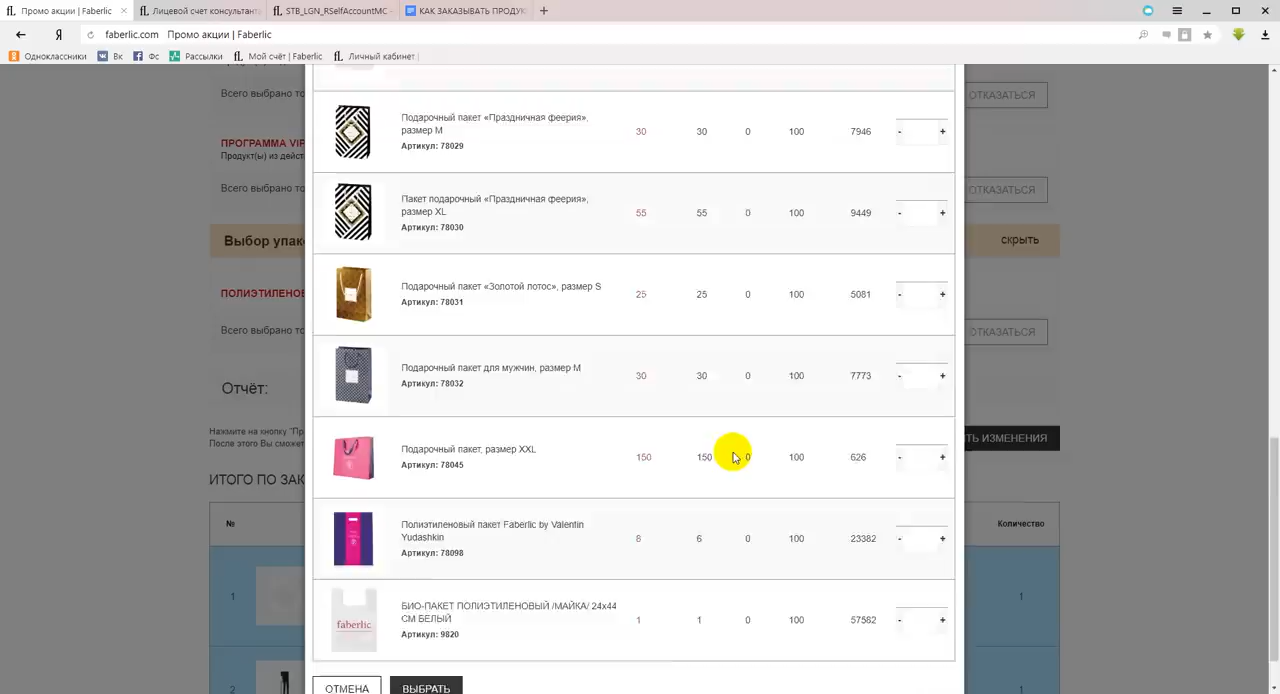 Промо акции | Faberlic
Лицевой счет консультант
STB_LGN_RSelfAccountMC -
КАК ЗАКАЗЫВАТЬ ПРОДУК
faberlic.com Промо акции | Faberlic
Одноклассники Вк Фс Рассылки Мой счёт | Faberlic Личный кабинет |
Всего выбрано то
ОТКАЗАТЬСЯ
ПРОГРАММА VIP
Продукт(ы) из дейст
Всего выбрано то
ОТКАЗАТЬСЯ
Выбор упак
скрыть
ПОЛИЭТИЛЕНОВ
Всего выбрано то
ОТКАЗАТЬСЯ
Отчёт:
Нажмите на кнопку "Пр
После этого Вы сможет
ТЬ ИЗМЕНЕНИЯ
ИТОГО ПО ЗАК
№
Количество
1
1
2
1
Подарочный пакет «Праздничная феерия»,
размер M
Артикул: 78029
30 30 0 100 7946 - +
Пакет подарочный «Праздничная феерия»,
размер XL
Артикул: 78030
55 55 0 100 9449 - +
Подарочный пакет «Золотой лотос», размер S
Артикул: 78031
25 25 0 100 5081 - +
Подарочный пакет для мужчин, размер M
Артикул: 78032
30 30 0 100 7773 - +
Подарочный пакет, размер XXL
Артикул: 78045
150 150 0 100 626 - +
Полиэтиленовый пакет Faberlic by Valentin
Yudashkin
Артикул: 78098
8 6 0 100 23382 - +
faberlic
БИО-ПАКЕТ ПОЛИЭТИЛЕНОВЫЙ /МАЙКА/ 24х44
СМ БЕЛЫЙ
Артикул: 9820
1 1 0 100 57582 - +
ОТМЕНА
ВЫБРАТЬ